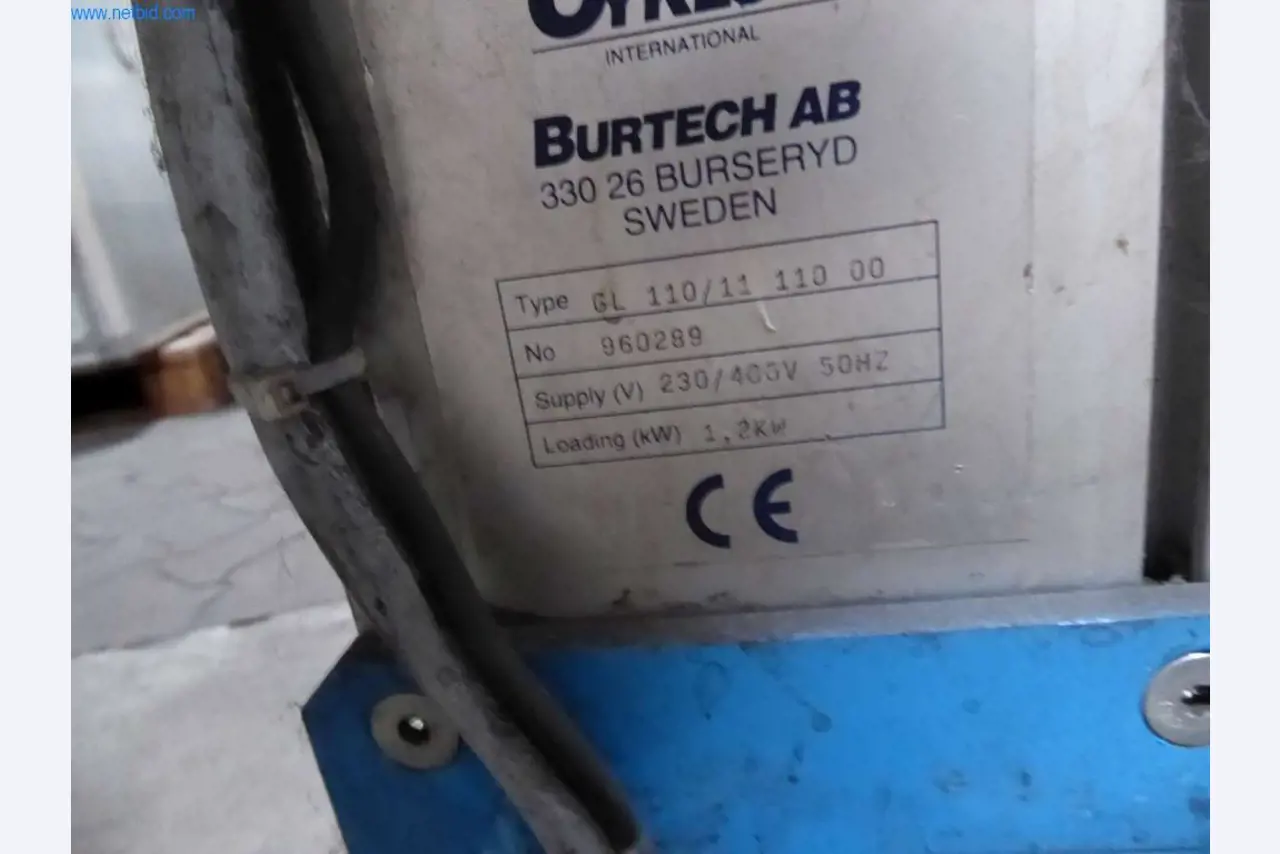 www.netbid.com
INTERNATIONAL
BURTECH AB
330 26 BURSERYD
SWEDEN
Type GL 110/11 110 00
No 960289
Supply (V) 230/400V 50HZ
Loading (kW) 1,2KW
CE